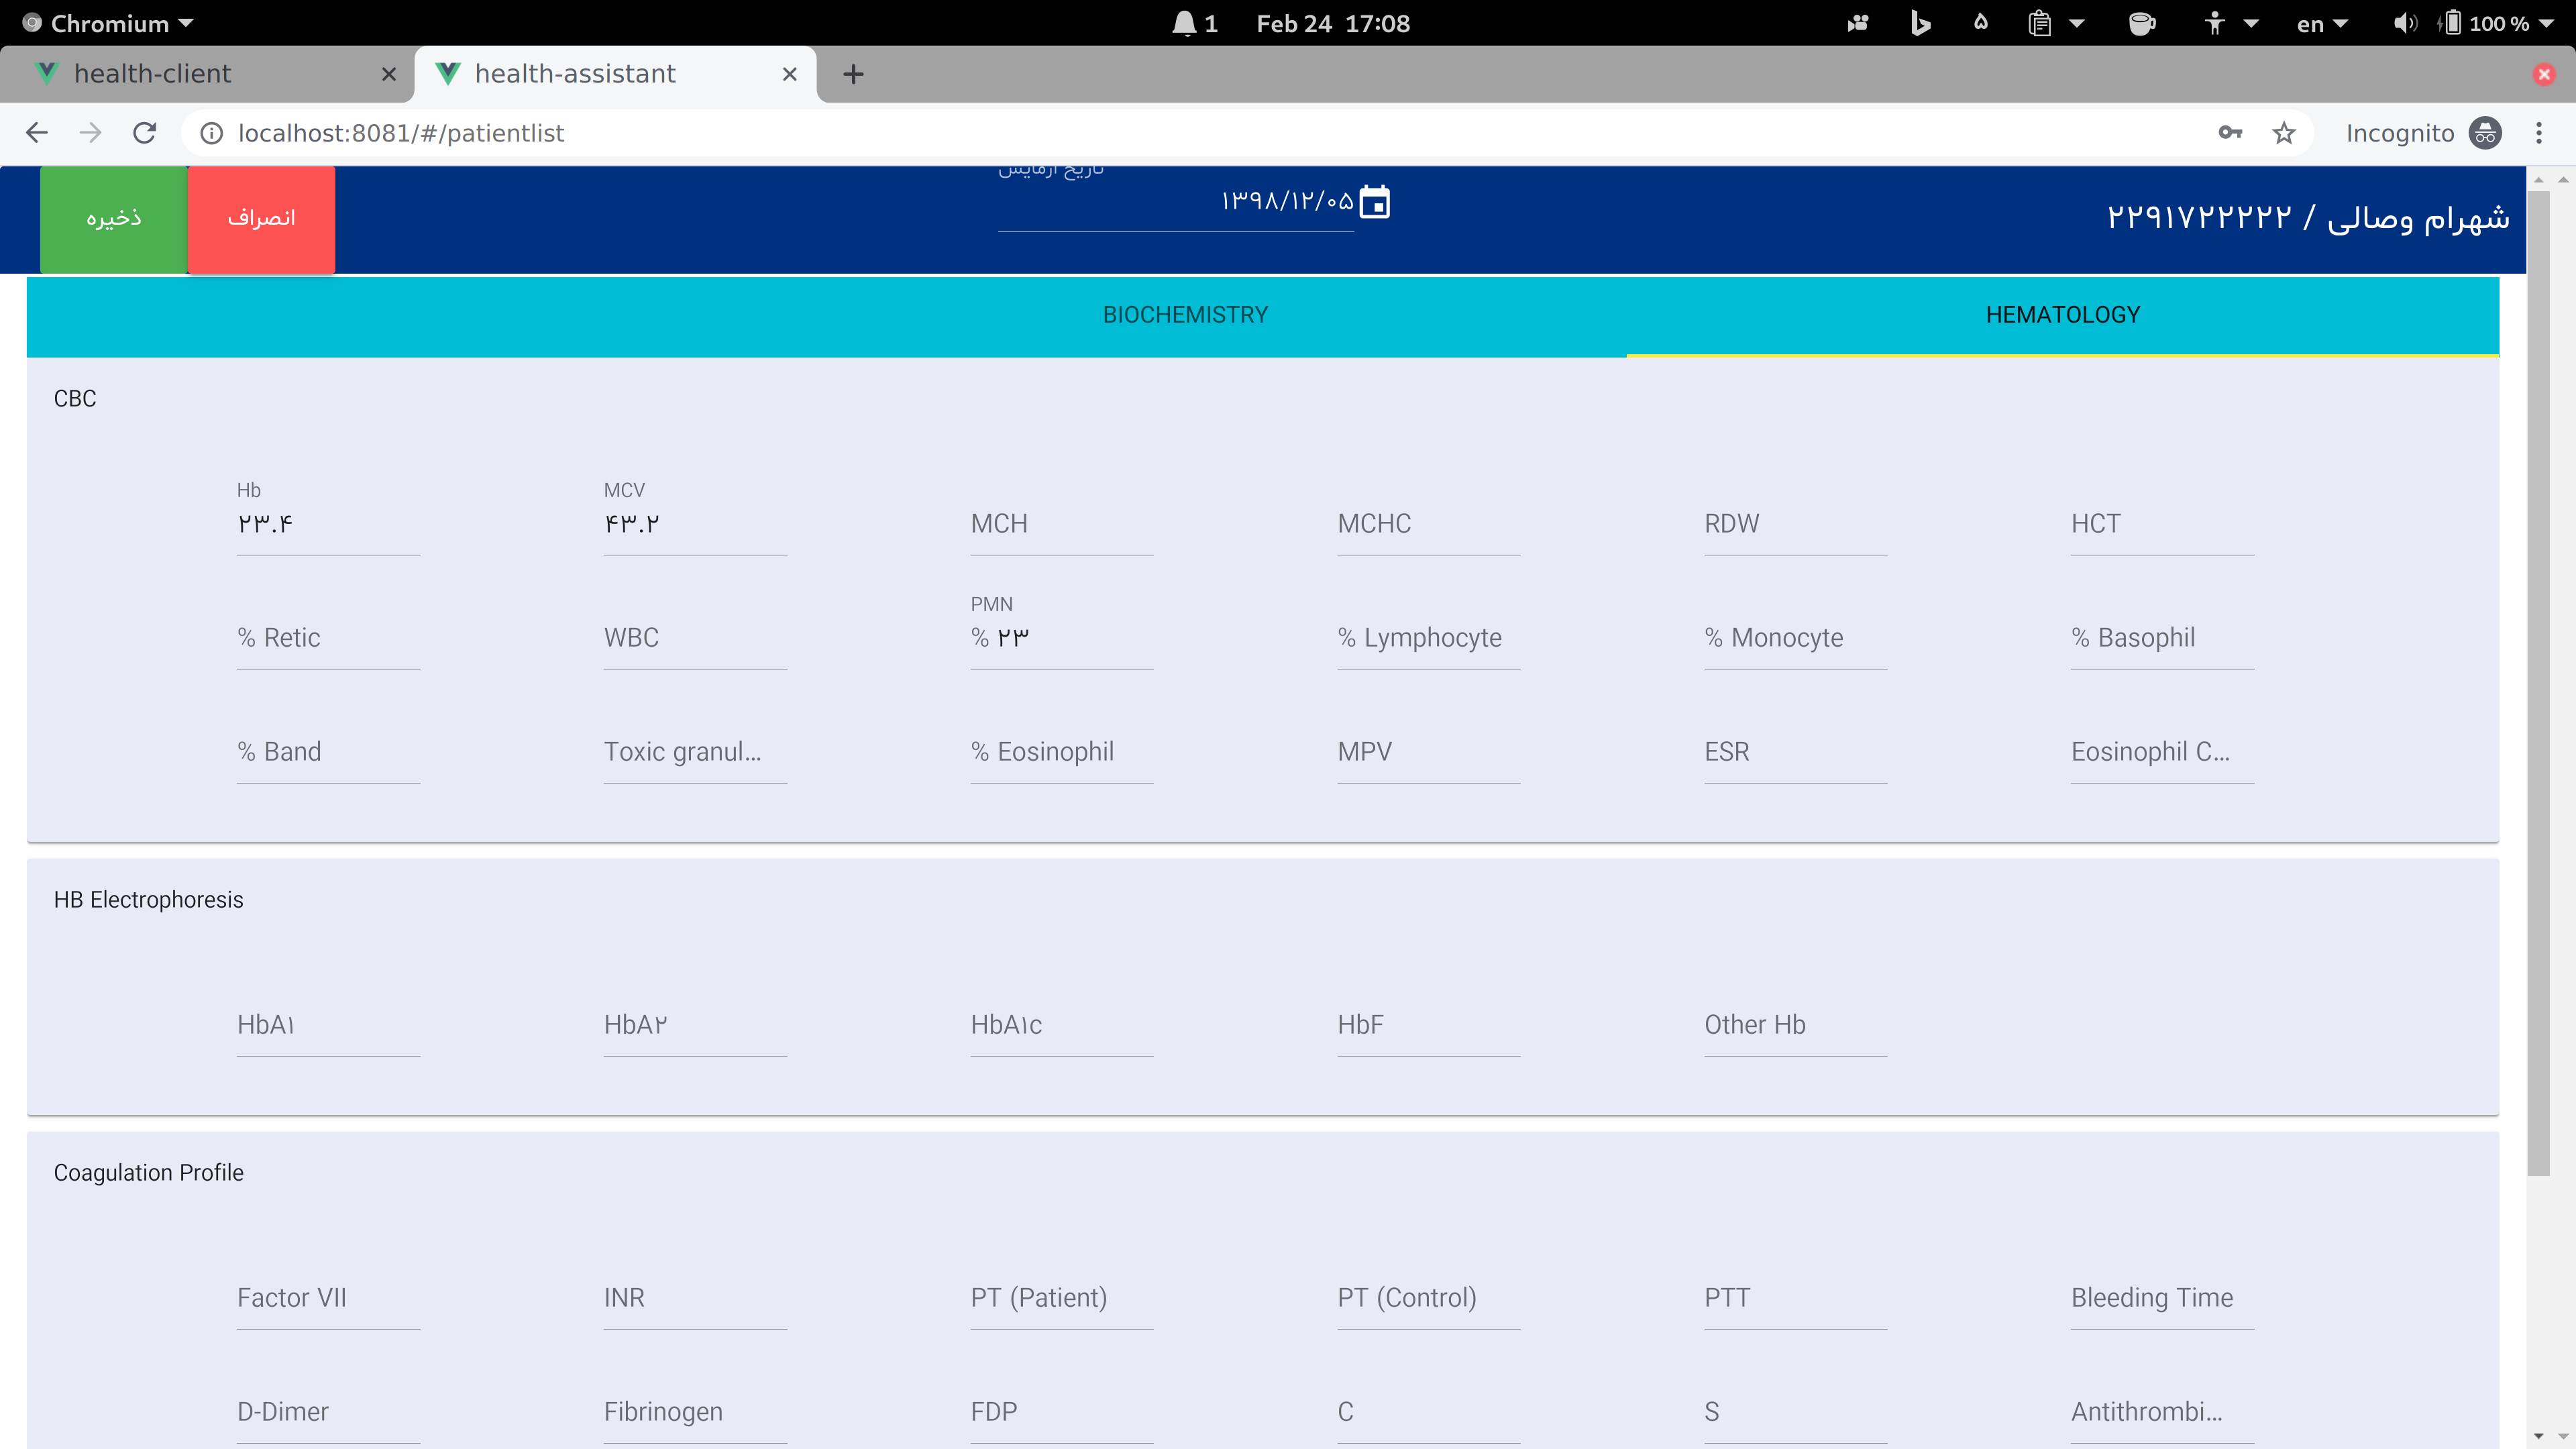 Chromium
1 Feb 24 17:08
۵
en
100 %
health-client
health-assistant
localhost:8081/#/patientlist
Incognito
شهرام وصالی / ۲۲۹۱۷۲۲۲۲۲
تاریخ آزمایش
۱۳۹۸/۱۲/۰۵
انصراف
ذخیره
BIOCHEMISTRY
HEMATOLOGY
CBC
Hb
۲۳.۴
MCV
۴۳.۲
MCH
MCHC
RDW
HCT
% Retic
WBC
PMN
% ۲۳
% Lymphocyte
% Monocyte
% Basophil
% Band
Toxic granul...
% Eosinophil
MPV
ESR
Eosinophil C...
HB Electrophoresis
HbA۱
HbA۲
HbA۱c
HbF
Other Hb
Coagulation Profile
Factor VII
INR
PT (Patient)
PT (Control)
PTT
Bleeding Time
D-Dimer
Fibrinogen
FDP
C
S
Antithrombi...